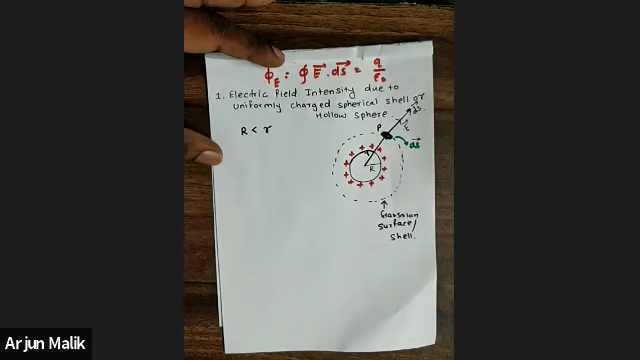 ϕE = ∮ E⃗ . ds⃗ = q/ε₀
1. Electric field Intensity due to
uniformly charged spherical shell or
Hollow Sphere.
R < r
P
E⃗
ds⃗
ds⃗
R
Gaussian
Surface/
Shell.
Arjun Malik